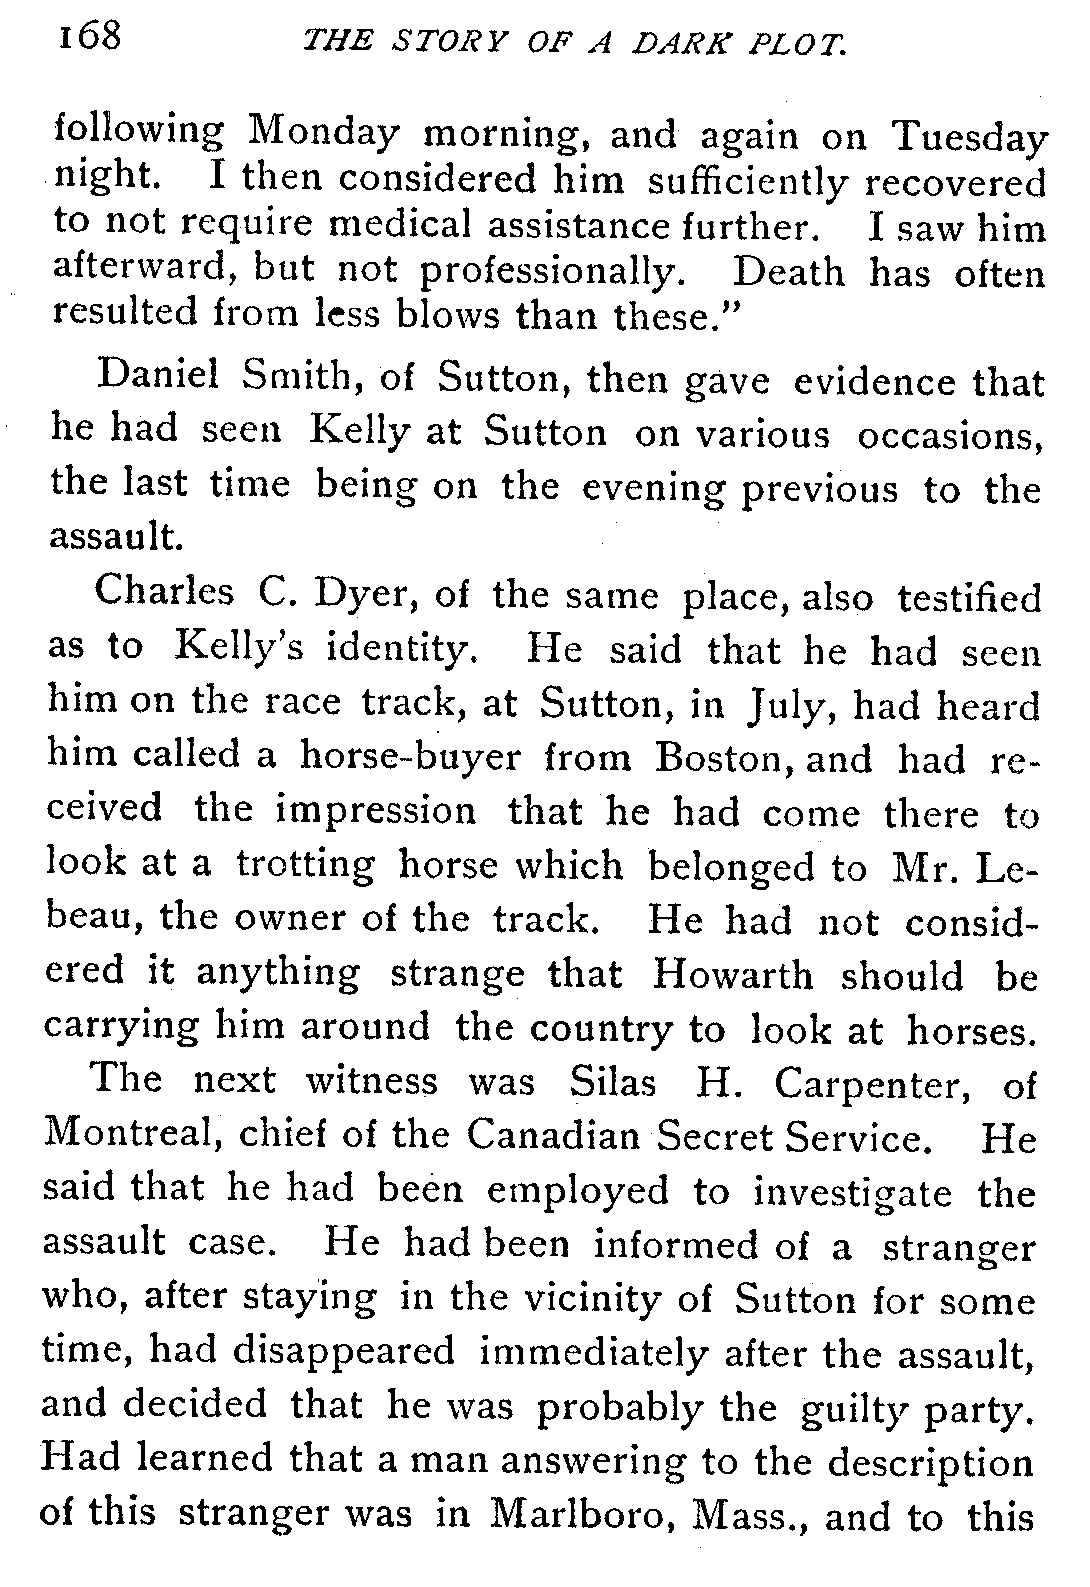 168 THE STORY OF A DARK PLOT.
following Monday morning, and again on Tuesday
night. I then considered him sufficiently recovered
to not require medical assistance further. I saw him
afterward, but not professionally. Death has often
resulted from less blows than these.”
Daniel Smith, of Sutton, then gave evidence that
he had seen Kelly at Sutton on various occasions,
the last time being on the evening previous to the
assault.
Charles C. Dyer, of the same place, also testified
as to Kelly’s identity. He said that he had seen
him on the race track, at Sutton, in July, had heard
him called a horse-buyer from Boston, and had re-
ceived the impression that he had come there to
look at a trotting horse which belonged to Mr. Le-
beau, the owner of the track. He had not consid-
ered it anything strange that Howarth should be
carrying him around the country to look at horses.
The next witness was Silas H. Carpenter, of
Montreal, chief of the Canadian Secret Service. He
said that he had been employed to investigate the
assault case. He had been informed of a stranger
who, after staying in the vicinity of Sutton for some
time, had disappeared immediately after the assault,
and decided that he was probably the guilty party.
Had learned that a man answering to the description
of this stranger was in Marlboro, Mass., and to this